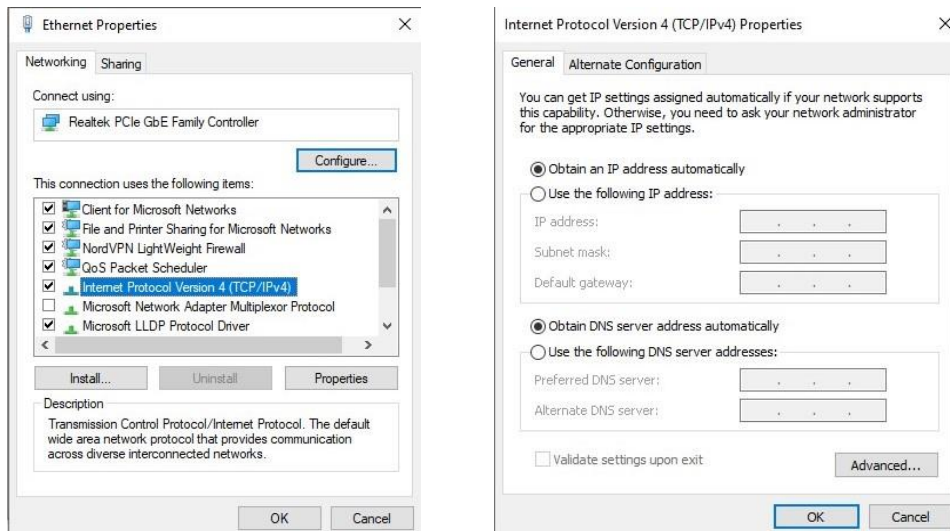 Ethernet Properties
Networking
Sharing
Connect using:
Realtek PCIe GbE Family Controller
Configure...
This connection uses the following items:
Client for Microsoft Networks
File and Printer Sharing for Microsoft Networks
NordVPN LightWeight Firewall
QoS Packet Scheduler
Internet Protocol Version 4 (TCP/IPv4)
Microsoft Network Adapter Multiplexor Protocol
Microsoft LLDP Protocol Driver
Install...
Uninstall
Properties
Description
Transmission Control Protocol/Internet Protocol. The default
wide area network protocol that provides communication
across diverse interconnected networks.
OK
Cancel
Internet Protocol Version 4 (TCP/IPv4) Properties
General
Alternate Configuration
You can get IP settings assigned automatically if your network supports
this capability. Otherwise, you need to ask your network administrator
for the appropriate IP settings.
Obtain an IP address automatically
Use the following IP address:
IP address:
Subnet mask:
Default gateway:
Obtain DNS server address automatically
Use the following DNS server addresses:
Preferred DNS server:
Alternate DNS server:
Validate settings upon exit
Advanced...
OK
Cancel